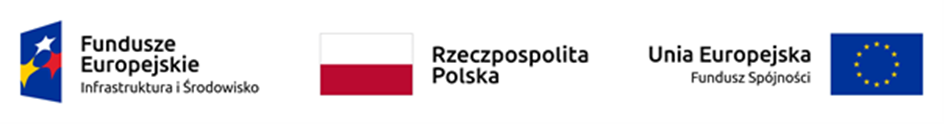 Fundusze
Europejskie
Infrastruktura i Środowisko
Rzeczpospolita
Polska
Unia Europejska
Fundusz Spójności